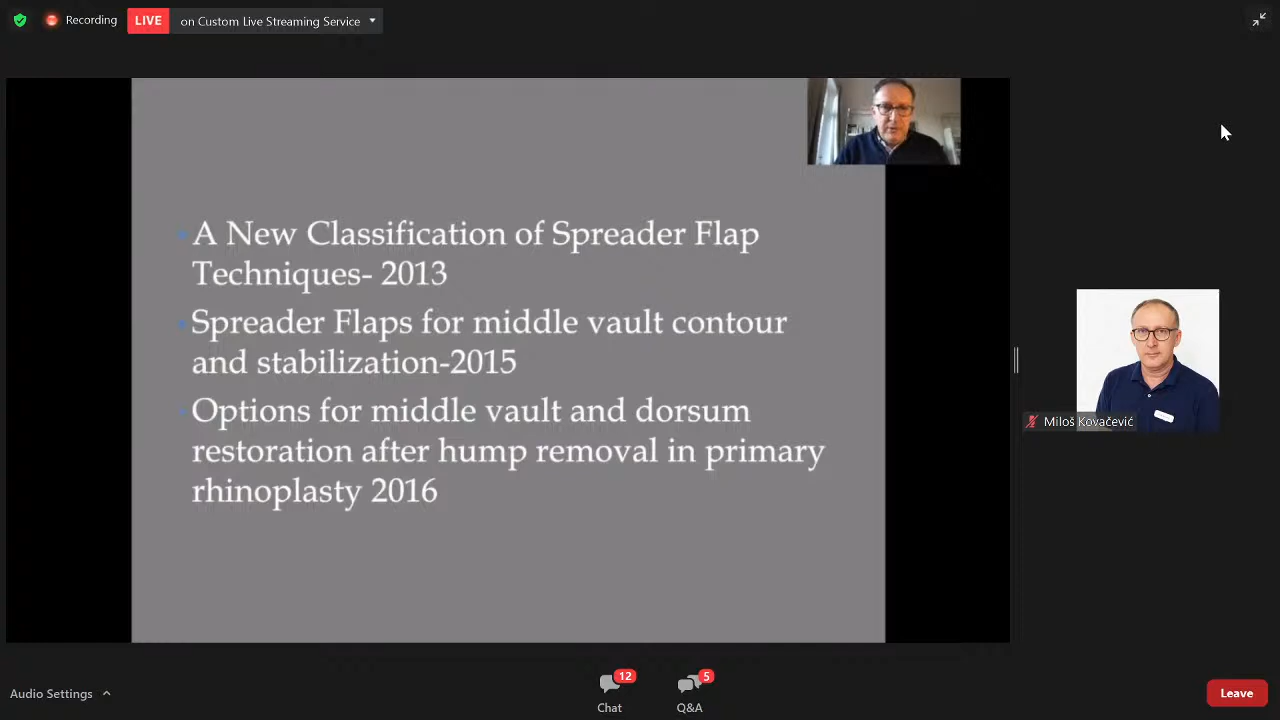 Recording
LIVE
on Custom Live Streaming Service
A New Classification of Spreader Flap
Techniques- 2013
Spreader Flaps for middle vault contour
and stabilization-2015
Options for middle vault and dorsum
restoration after hump removal in primary
rhinoplasty 2016
Miloš Kovačević
Audio Settings
12
Chat
5
Q&A
Leave